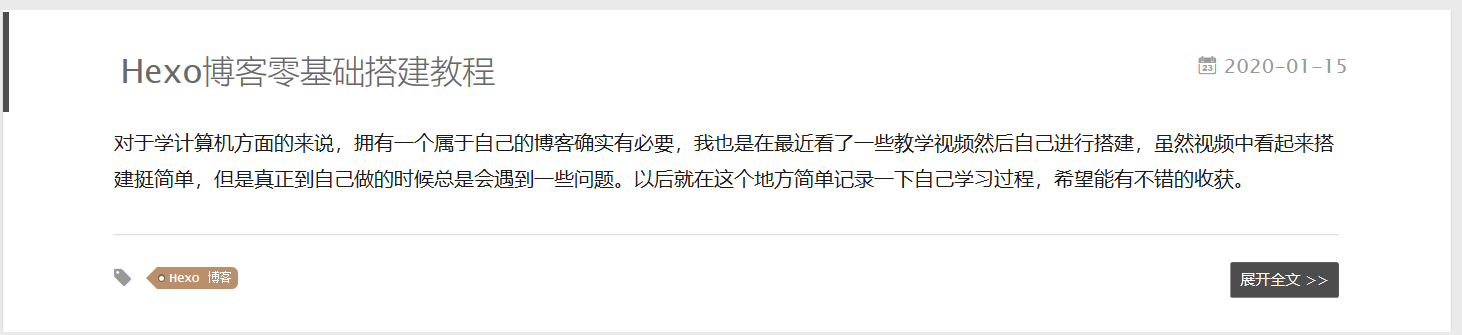 Hexo博客零基础搭建教程
2020-01-15
对于学计算机方面的来说，拥有一个属于自己的博客确实有必要，我也是在最近看了一些教学视频然后自己进行搭建，虽然视频中看起来搭
建挺简单，但是真正到自己做的时候总是会遇到一些问题。以后就在这个地方简单记录一下自己学习过程，希望能有不错的收获。
Hexo 博客
展开全文 >>